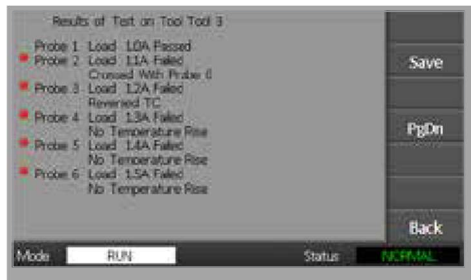 Results of Test on Tool Tool 3
Probe 1 Load 1.0A Passed
Probe 2 Load 1.1A Failed
Crossed With Probe 0
Probe 3 Load 1.2A Failed
Reversed TC
Probe 4 Load 1.3A Failed
No Temperature Rise
Probe 5 Load 1.4A Failed
No Temperature Rise
Probe 6 Load 1.5A Failed
No Temperature Rise
Save
PgDn
Back
Mode RUN Status NORMAL